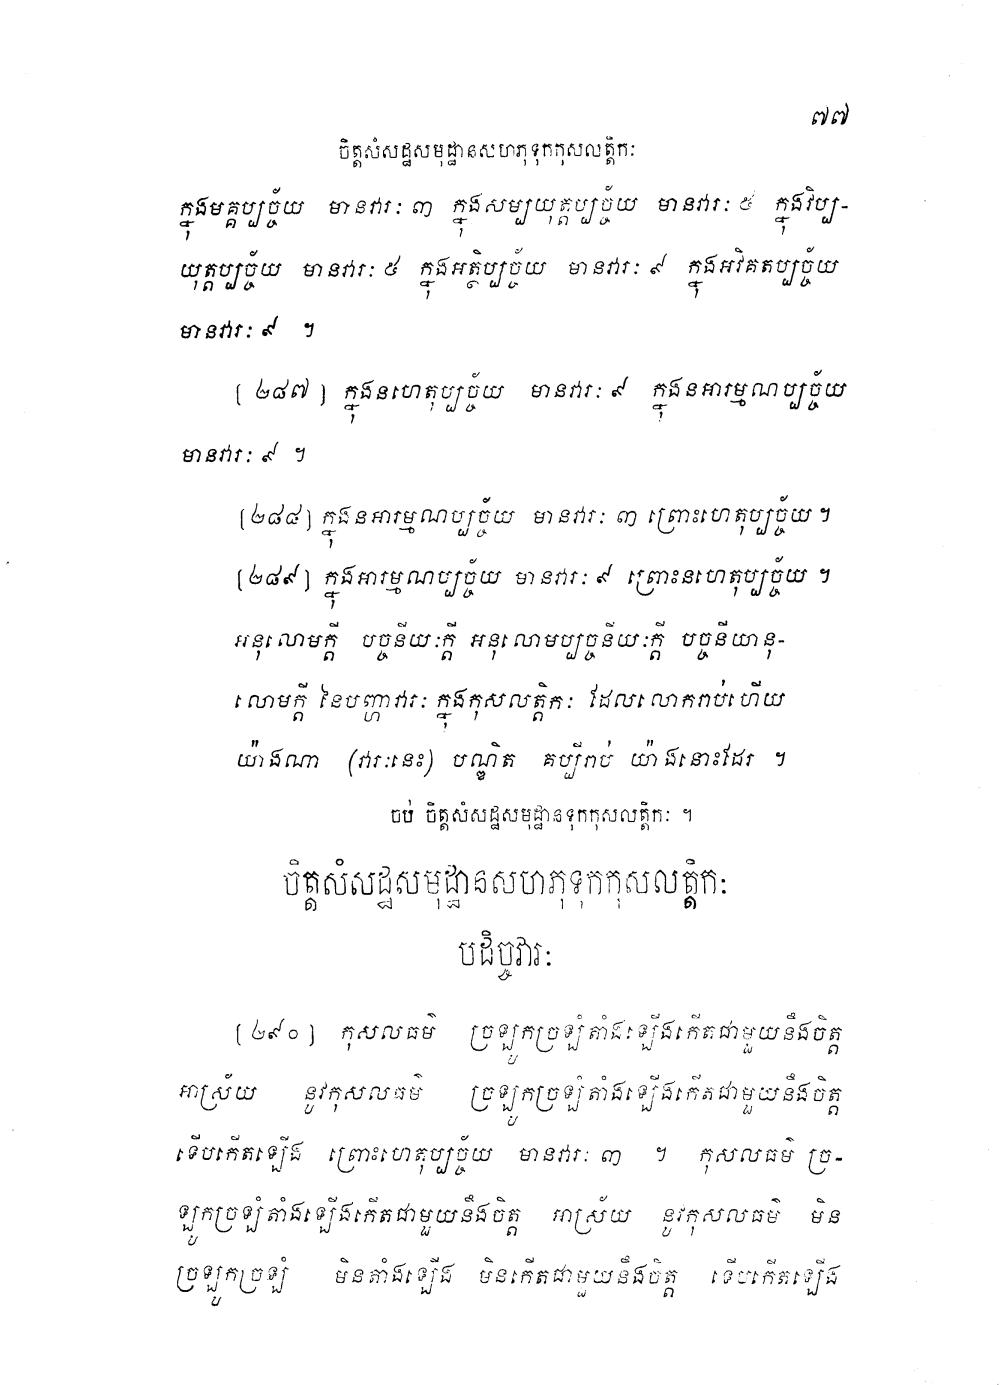 ៧៧
ចិត្តសំសដ្ឋសមុដ្ឋានសហភុទុកកុសលត្តិកៈ
ក្នុងមគ្គប្បច្ច័យ មានវារៈ ៣ ក្នុងសម្បយុត្តប្បច្ច័យ មានវារៈ ៥ ក្នុងវិប្ប-
យុត្តប្បច្ច័យ មានវារៈ ៥ ក្នុងអត្ថិប្បច្ច័យ មានវារៈ ៩ ក្នុងអវិគតប្បច្ច័យ
មានវារៈ ៩ ។
[ ២៨៧ ] ក្នុងនហេតុប្បច្ច័យ មានវារៈ ៩ ក្នុងនអារម្មណប្បច្ច័យ
មានវារៈ ៩ ។
[២៨៨] ក្នុងនអារម្មណប្បច្ច័យ មានវារៈ ៣ ព្រោះហេតុប្បច្ច័យ ។
[២៨៩] ក្នុងអារម្មណប្បច្ច័យ មានវារៈ ៩ ព្រោះនហេតុប្បច្ច័យ ។
អនុលោមក្តី បច្ចនីយៈក្តី អនុលោមប្បច្ចនីយៈក្តី បច្ចនីយានុ-
លោមក្តី នៃបញ្ហាវារៈ ក្នុងកុសលត្តិកៈ ដែលលោករាប់ហើយ
យ៉ាងណា (វារៈនេះ) បណ្ឌិត គប្បីរាប់ យ៉ាងនោះដែរ ។
ចប់ ចិត្តសំសដ្ឋសមុដ្ឋានទុកកុសលត្តិកៈ ។
ចិត្តសំសដ្ឋសមុដ្ឋានសហភុទុកកុសលត្តិកៈ
បដិច្ចវារៈ
[ ២៩០ ] កុសលធម៌ ច្រឡូកច្រឡំតាំងឡើងកើតជាមួយនឹងចិត្ត
អាស្រ័យ នូវកុសលធម៌ ច្រឡូកច្រឡំតាំងឡើងកើតជាមួយនឹងចិត្ត
ទើបកើតឡើង ព្រោះហេតុប្បច្ច័យ មានវារៈ ៣ ។ កុសលធម៌ ច្រ-
ឡូកច្រឡំតាំងឡើងកើតជាមួយនឹងចិត្ត អាស្រ័យ នូវកុសលធម៌ មិន
ច្រឡូកច្រឡំ មិនតាំងឡើង មិនកើតជាមួយនឹងចិត្ត ទើបកើតឡើង